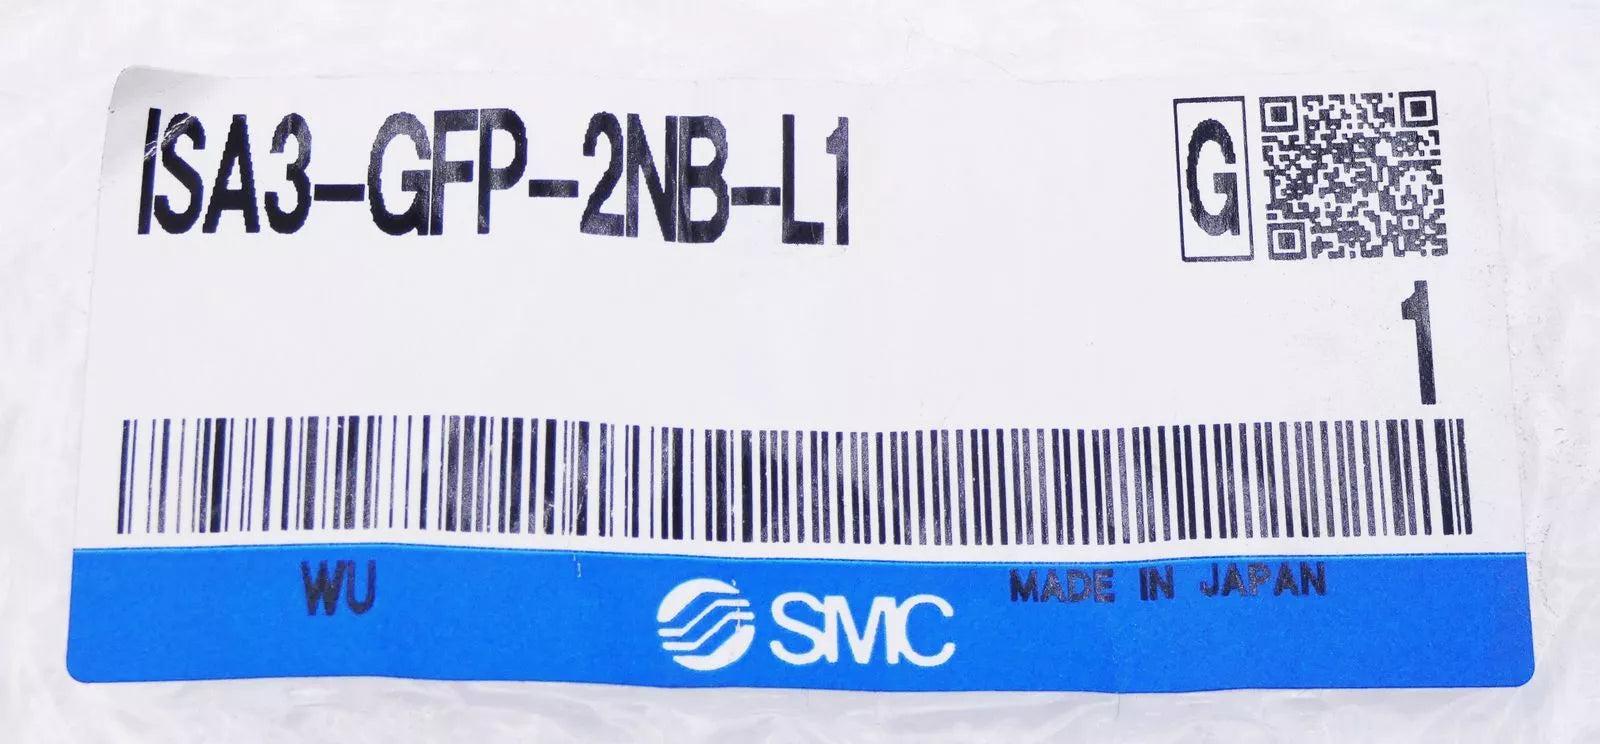 ISA3-GFP-2NB-L1
G
1
WU
SMC
MADE IN JAPAN